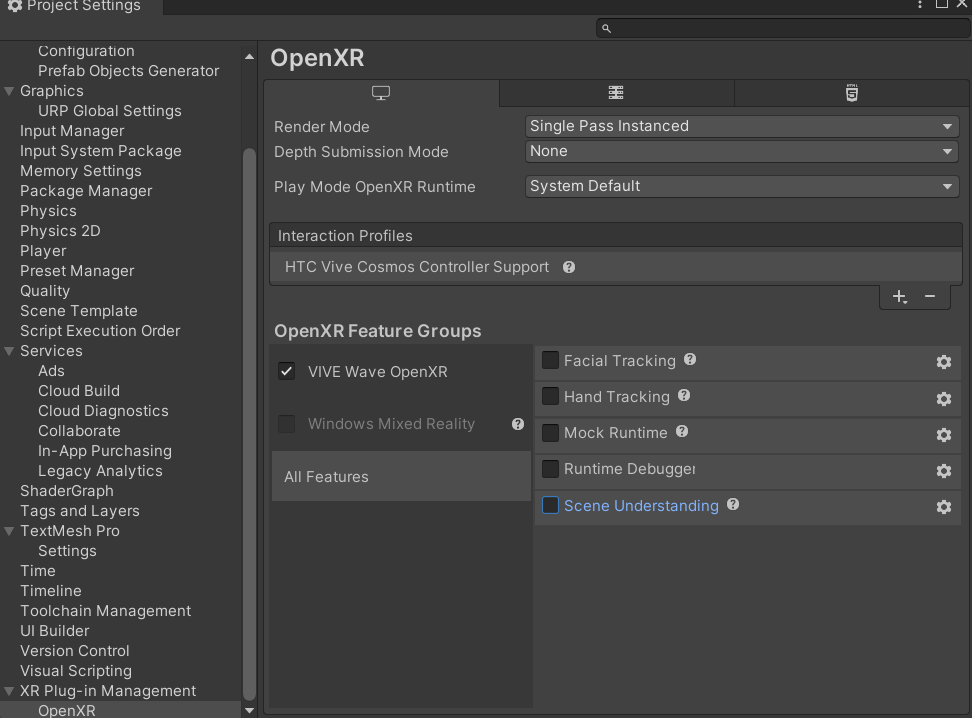 Project Settings
Configuration
Prefab Objects Generator
Graphics
URP Global Settings
Input Manager
Input System Package
Memory Settings
Package Manager
Physics
Physics 2D
Player
Preset Manager
Quality
Scene Template
Script Execution Order
Services
Ads
Cloud Build
Cloud Diagnostics
Collaborate
In-App Purchasing
Legacy Analytics
ShaderGraph
Tags and Layers
TextMesh Pro
Settings
Time
Timeline
Toolchain Management
UI Builder
Version Control
Visual Scripting
XR Plug-in Management
OpenXR
OpenXR
Render Mode Single Pass Instanced
Depth Submission Mode None
Play Mode OpenXR Runtime System Default
Interaction Profiles
HTC Vive Cosmos Controller Support
OpenXR Feature Groups
VIVE Wave OpenXR
Windows Mixed Reality
All Features
Facial Tracking
Hand Tracking
Mock Runtime
Runtime Debugger
Scene Understanding